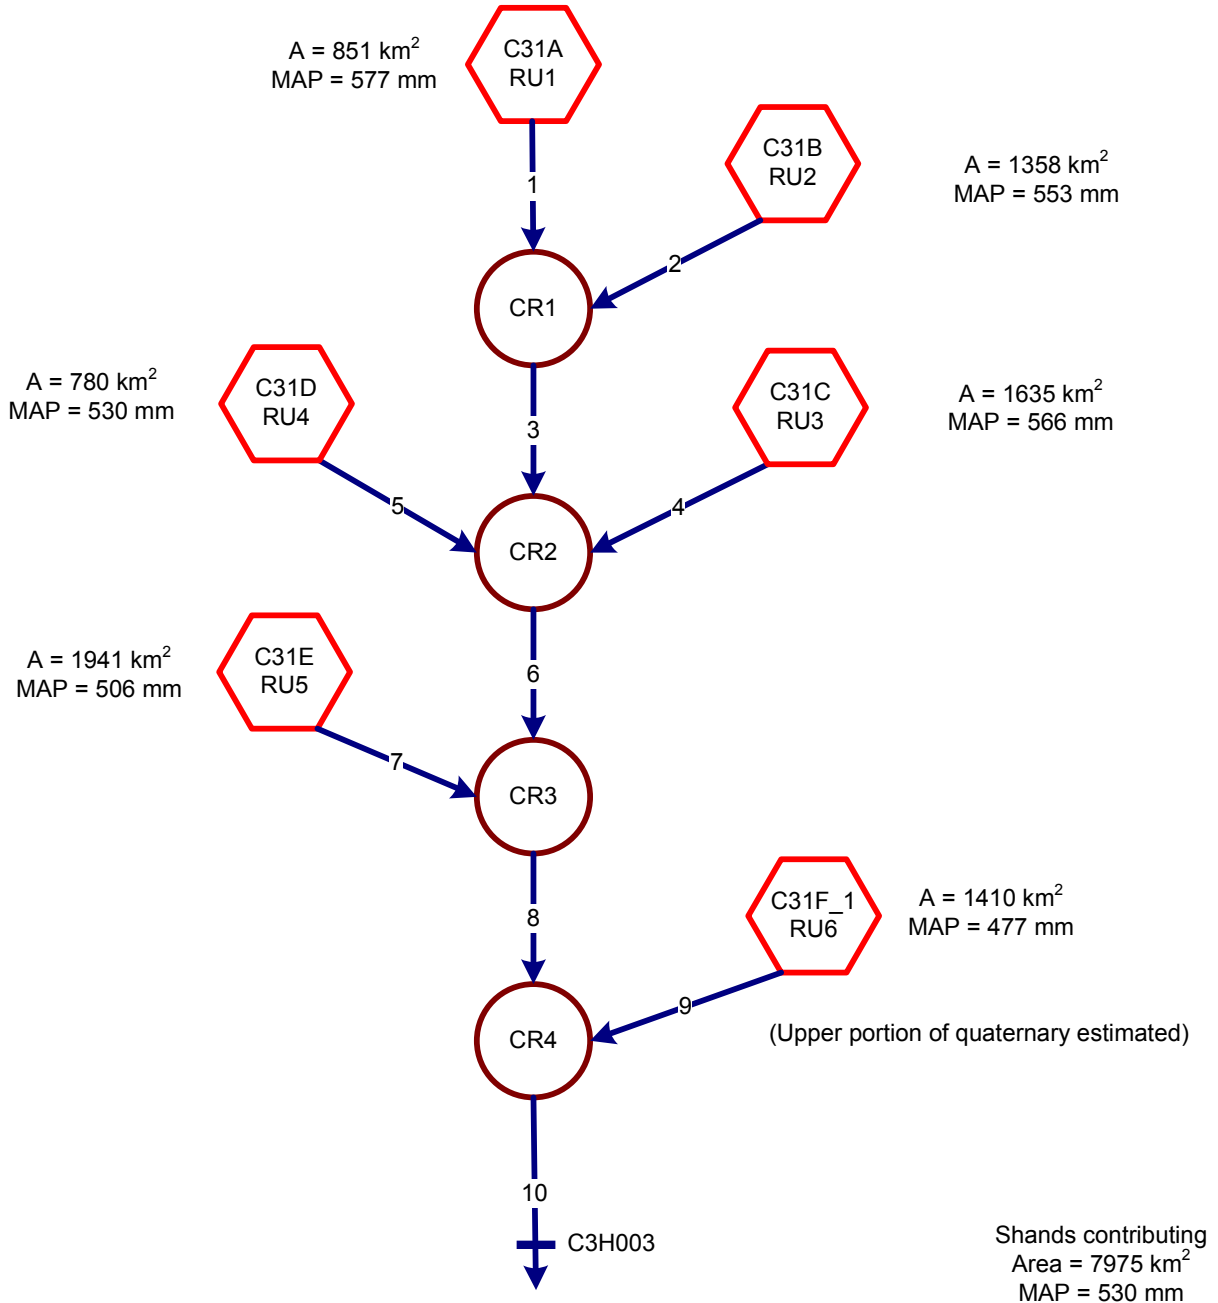 A = 851 km²
MAP = 577 mm
C31A
RU1
1
C31B
RU2
A = 1358 km²
MAP = 553 mm
2
CR1
A = 780 km²
MAP = 530 mm
C31D
RU4
3
C31C
RU3
A = 1635 km²
MAP = 566 mm
5
4
CR2
A = 1941 km²
MAP = 506 mm
C31E
RU5
6
7
CR3
8
C31F_1
RU6
A = 1410 km²
MAP = 477 mm
9
(Upper portion of quaternary estimated)
CR4
10
C3H003
Shands contributing
Area = 7975 km²
MAP = 530 mm